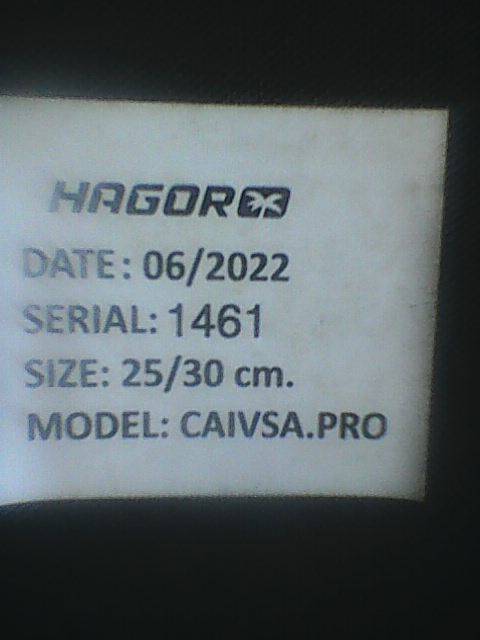 HAGOR
DATE: 06/2022
SERIAL: 1461
SIZE: 25/30 cm.
MODEL: CAIVSA.PRO